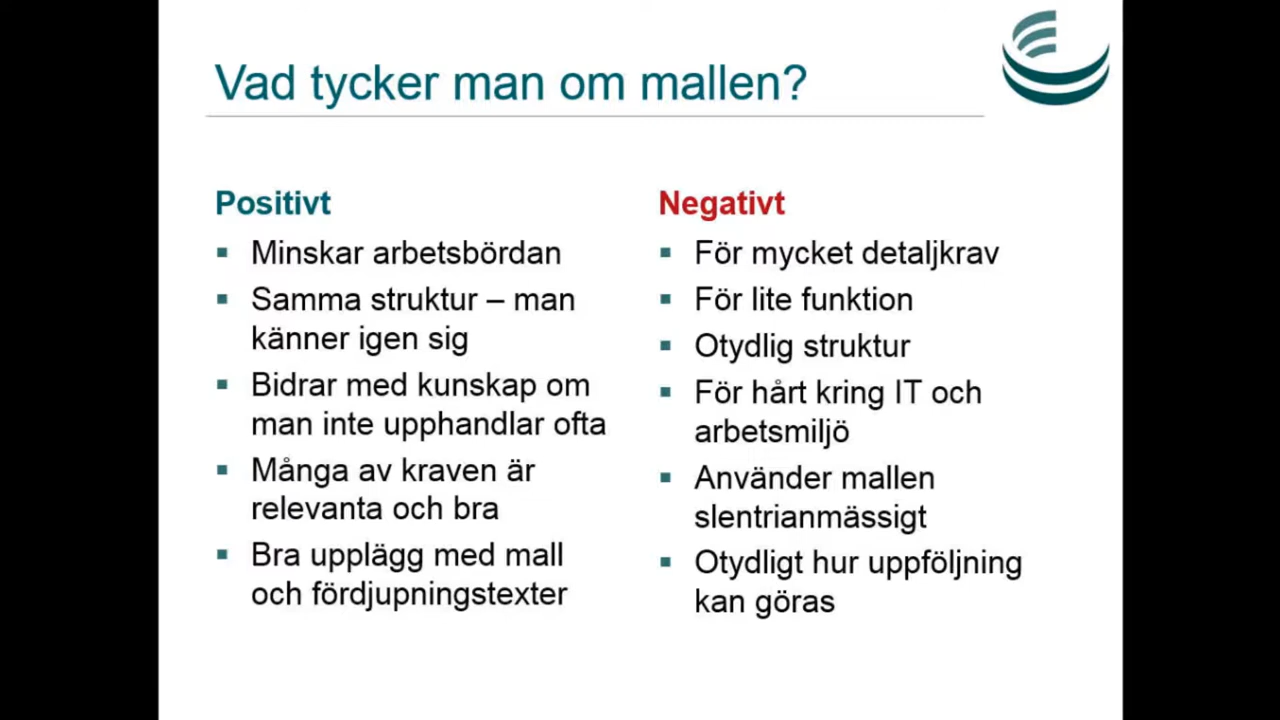 Vad tycker man om mallen?
Positivt
▪ Minskar arbetsbördan
▪ Samma struktur – man
känner igen sig
▪ Bidrar med kunskap om
man inte upphandlar ofta
▪ Många av kraven är
relevanta och bra
▪ Bra upplägg med mall
och fördjupningstexter
Negativt
▪ För mycket detaljkrav
▪ För lite funktion
▪ Otydlig struktur
▪ För hårt kring IT och
arbetsmiljö
▪ Använder mallen
slentrianmässigt
▪ Otydligt hur uppföljning
kan göras